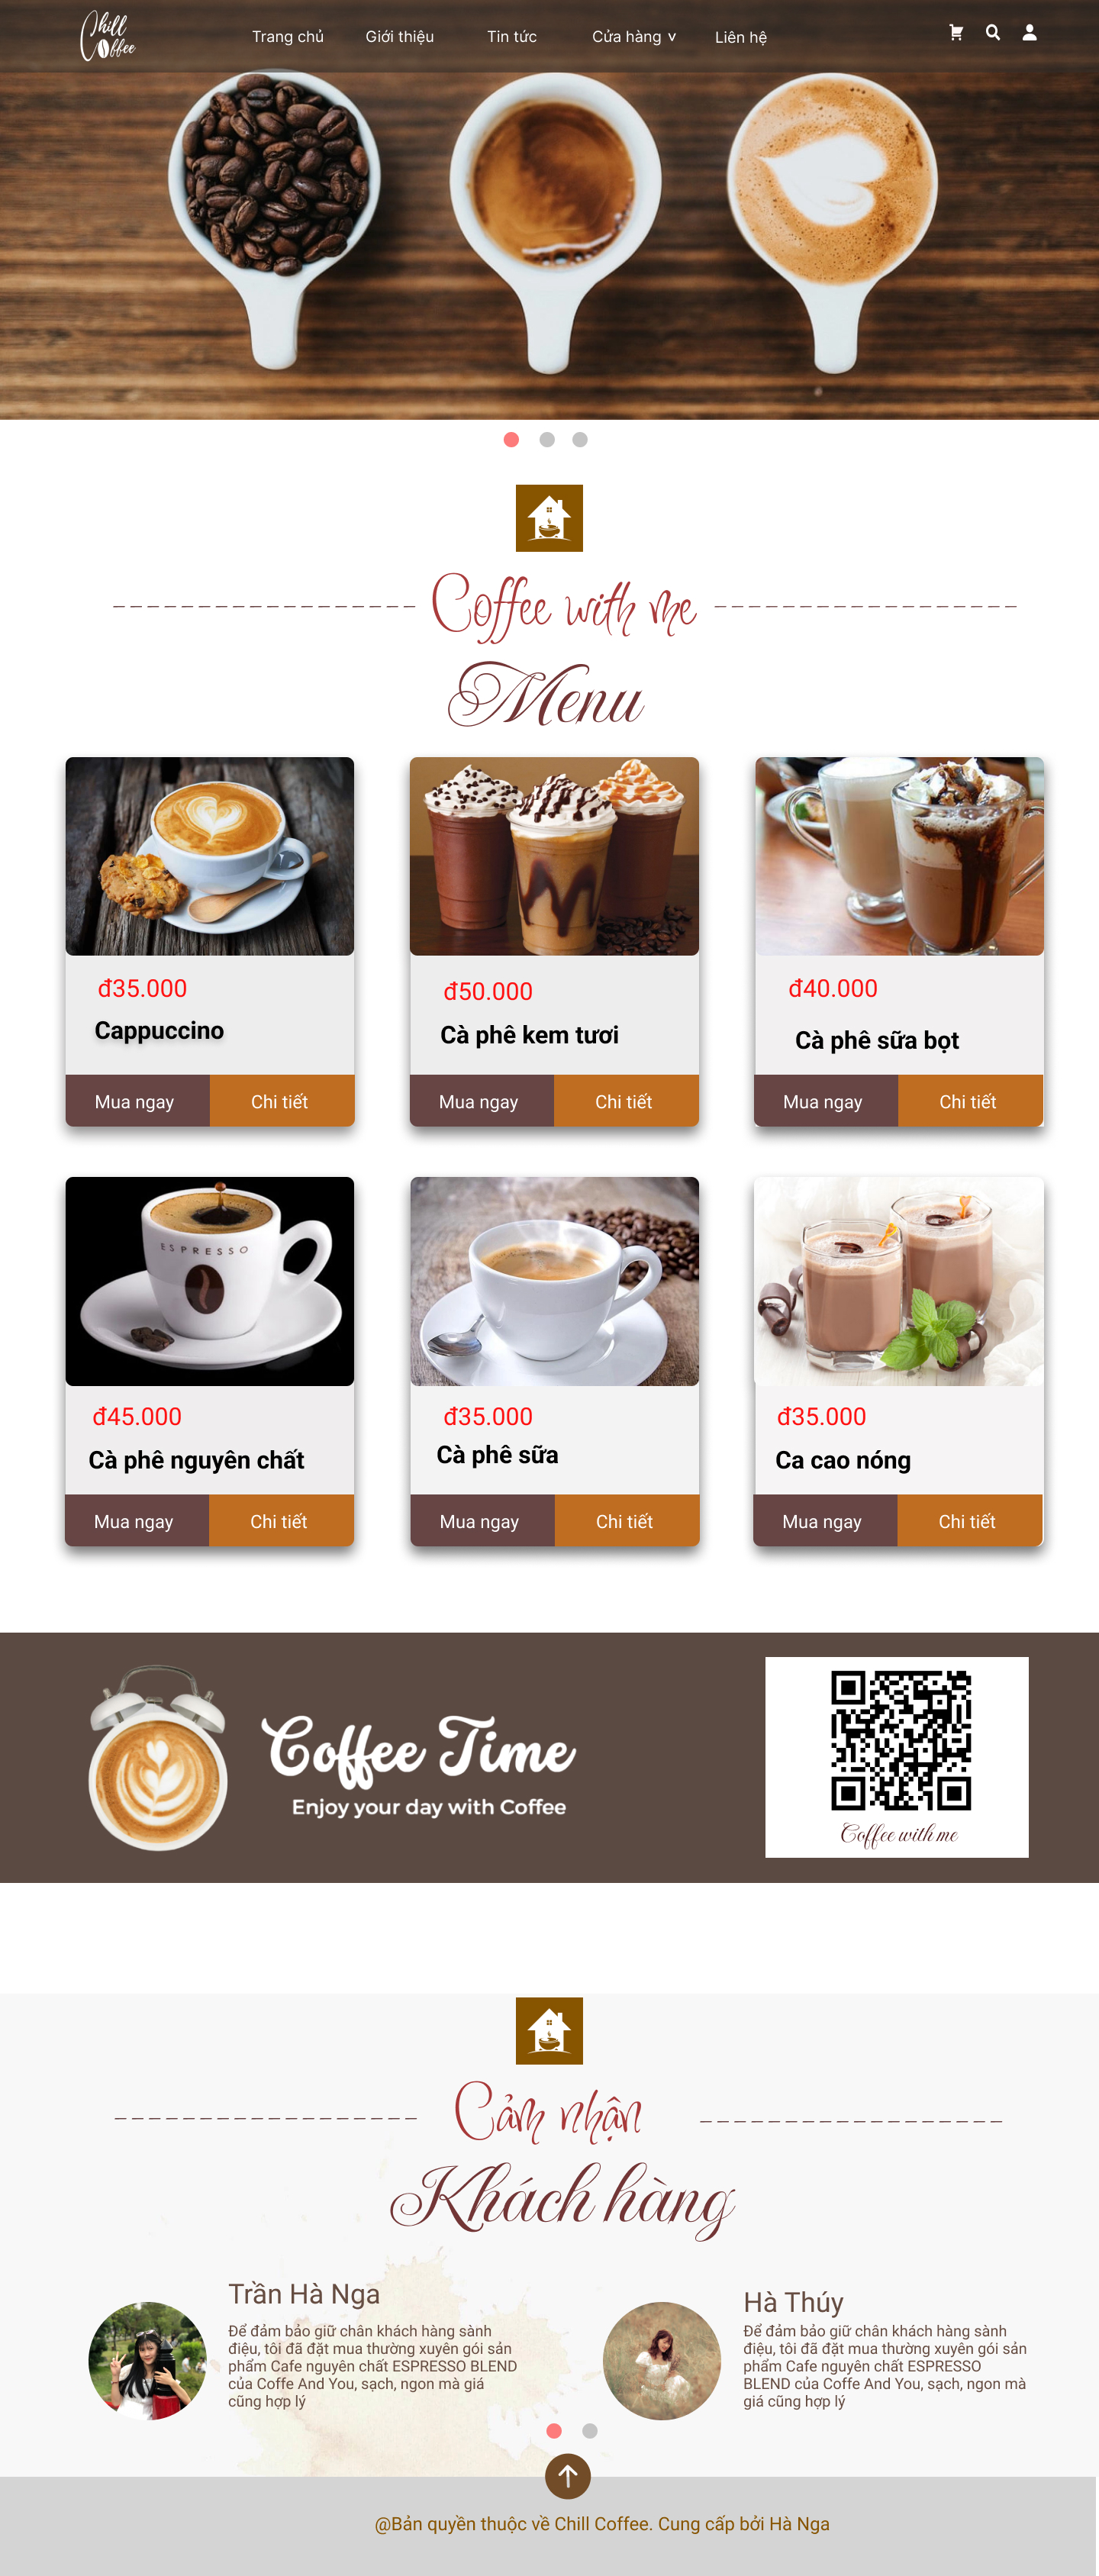 Chill
Coffee
Trang chủ Giới thiệu Tin tức Cửa hàng v Liên hệ
Coffee with me
Menu
đ35.000
Cappuccino
Mua ngay Chi tiết
đ50.000
Cà phê kem tươi
Mua ngay Chi tiết
đ40.000
Cà phê sữa bọt
Mua ngay Chi tiết
ESPRESSO
đ45.000
Cà phê nguyên chất
Mua ngay Chi tiết
đ35.000
Cà phê sữa
Mua ngay Chi tiết
đ35.000
Ca cao nóng
Mua ngay Chi tiết
Coffee Time
Enjoy your day with Coffee
Coffee with me
Cảm nhận
Khách hàng
Trần Hà Nga
Để đảm bảo giữ chân khách hàng sành
điệu, tôi đã đặt mua thường xuyên gói sản
phẩm Cafe nguyên chất ESPRESSO BLEND
của Coffe And You, sạch, ngon mà giá
cũng hợp lý
Hà Thúy
Để đảm bảo giữ chân khách hàng sành
điệu, tôi đã đặt mua thường xuyên gói sản
phẩm Cafe nguyên chất ESPRESSO
BLEND của Coffe And You, sạch, ngon mà
giá cũng hợp lý
@Bản quyền thuộc về Chill Coffee. Cung cấp bởi Hà Nga